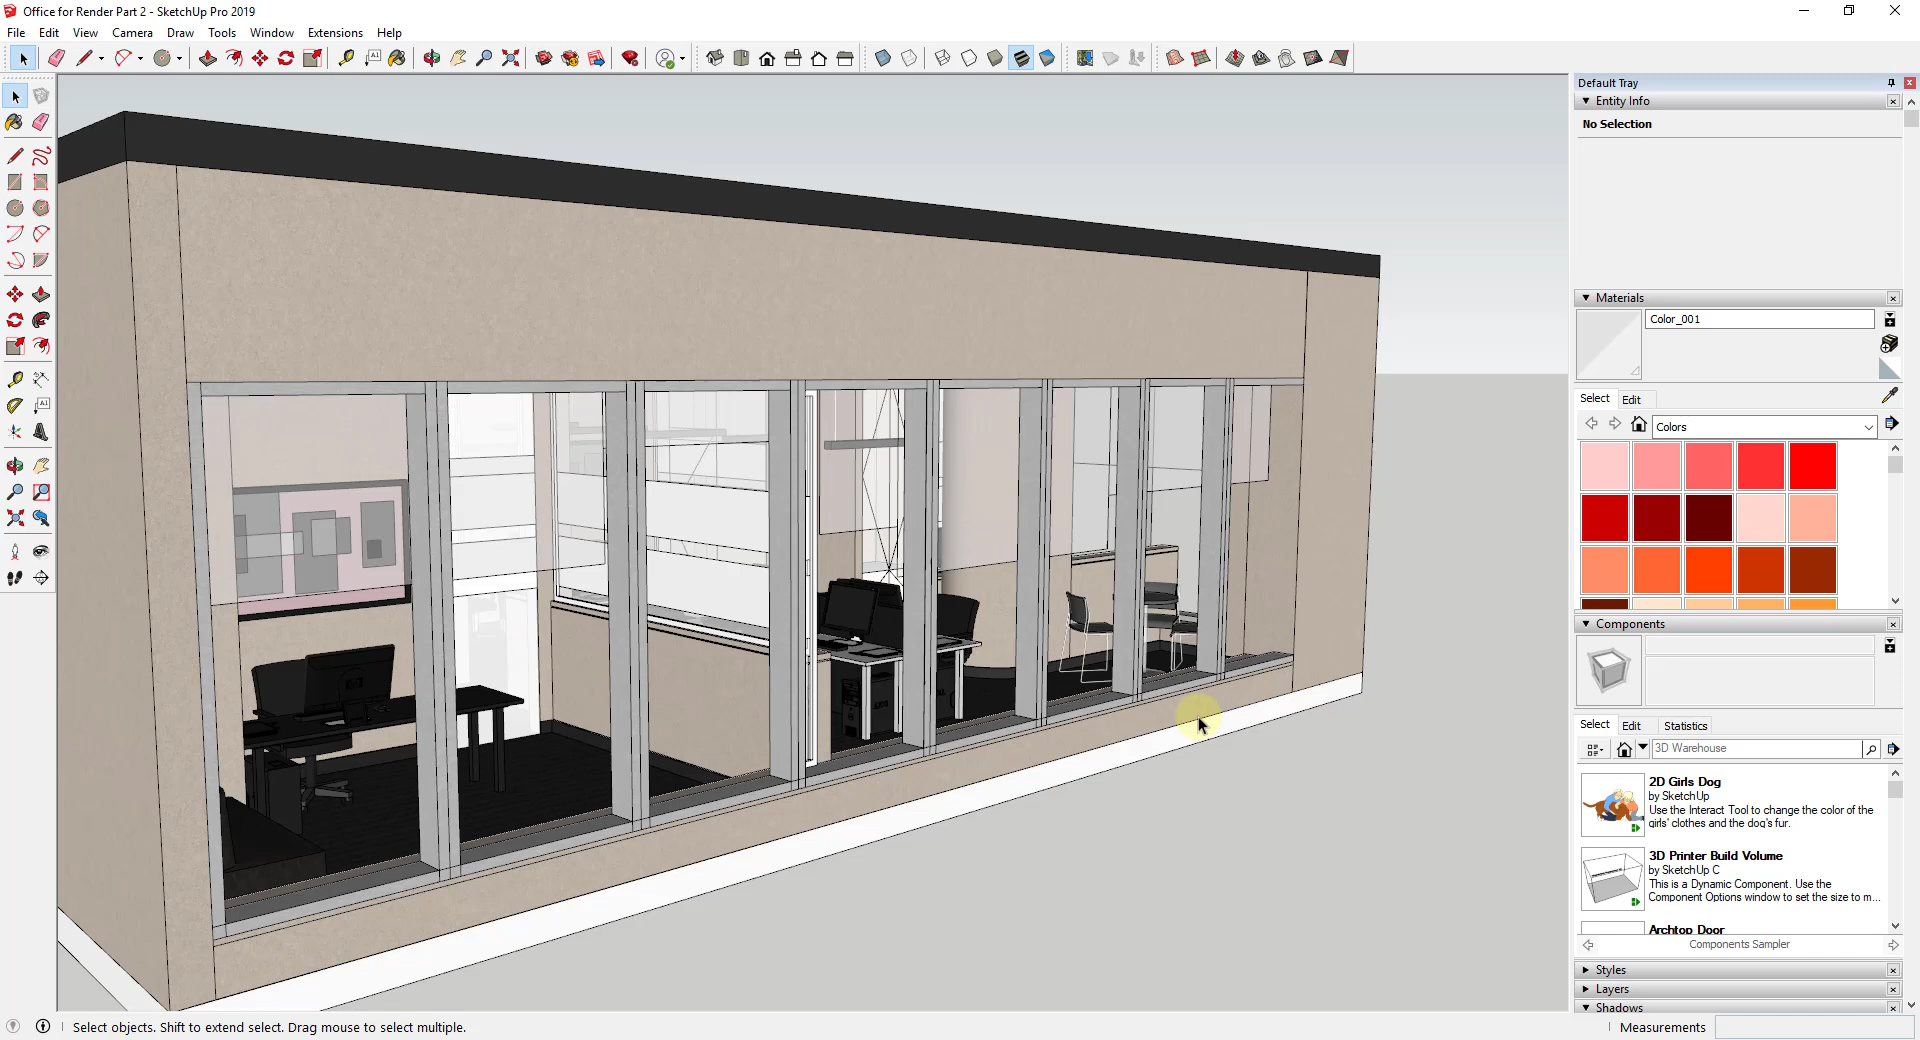 Office for Render Part 2 - SketchUp Pro 2019
File Edit View Camera Draw Tools Window Extensions Help
Default Tray
Entity Info
No Selection
Materials
Color_001
Select Edit
Colors
Components
Select Edit Statistics
3D Warehouse
2D Girls Dog
by SketchUp
Use the Interact Tool to change the color of the
girls' clothes and the dog's fur.
3D Printer Build Volume
by SketchUp C
This is a Dynamic Component. Use the
Component Options window to set the size to m...
Archtop Door
Components Sampler
Styles
Layers
Shadows
Select objects. Shift to extend select. Drag mouse to select multiple.
Measurements